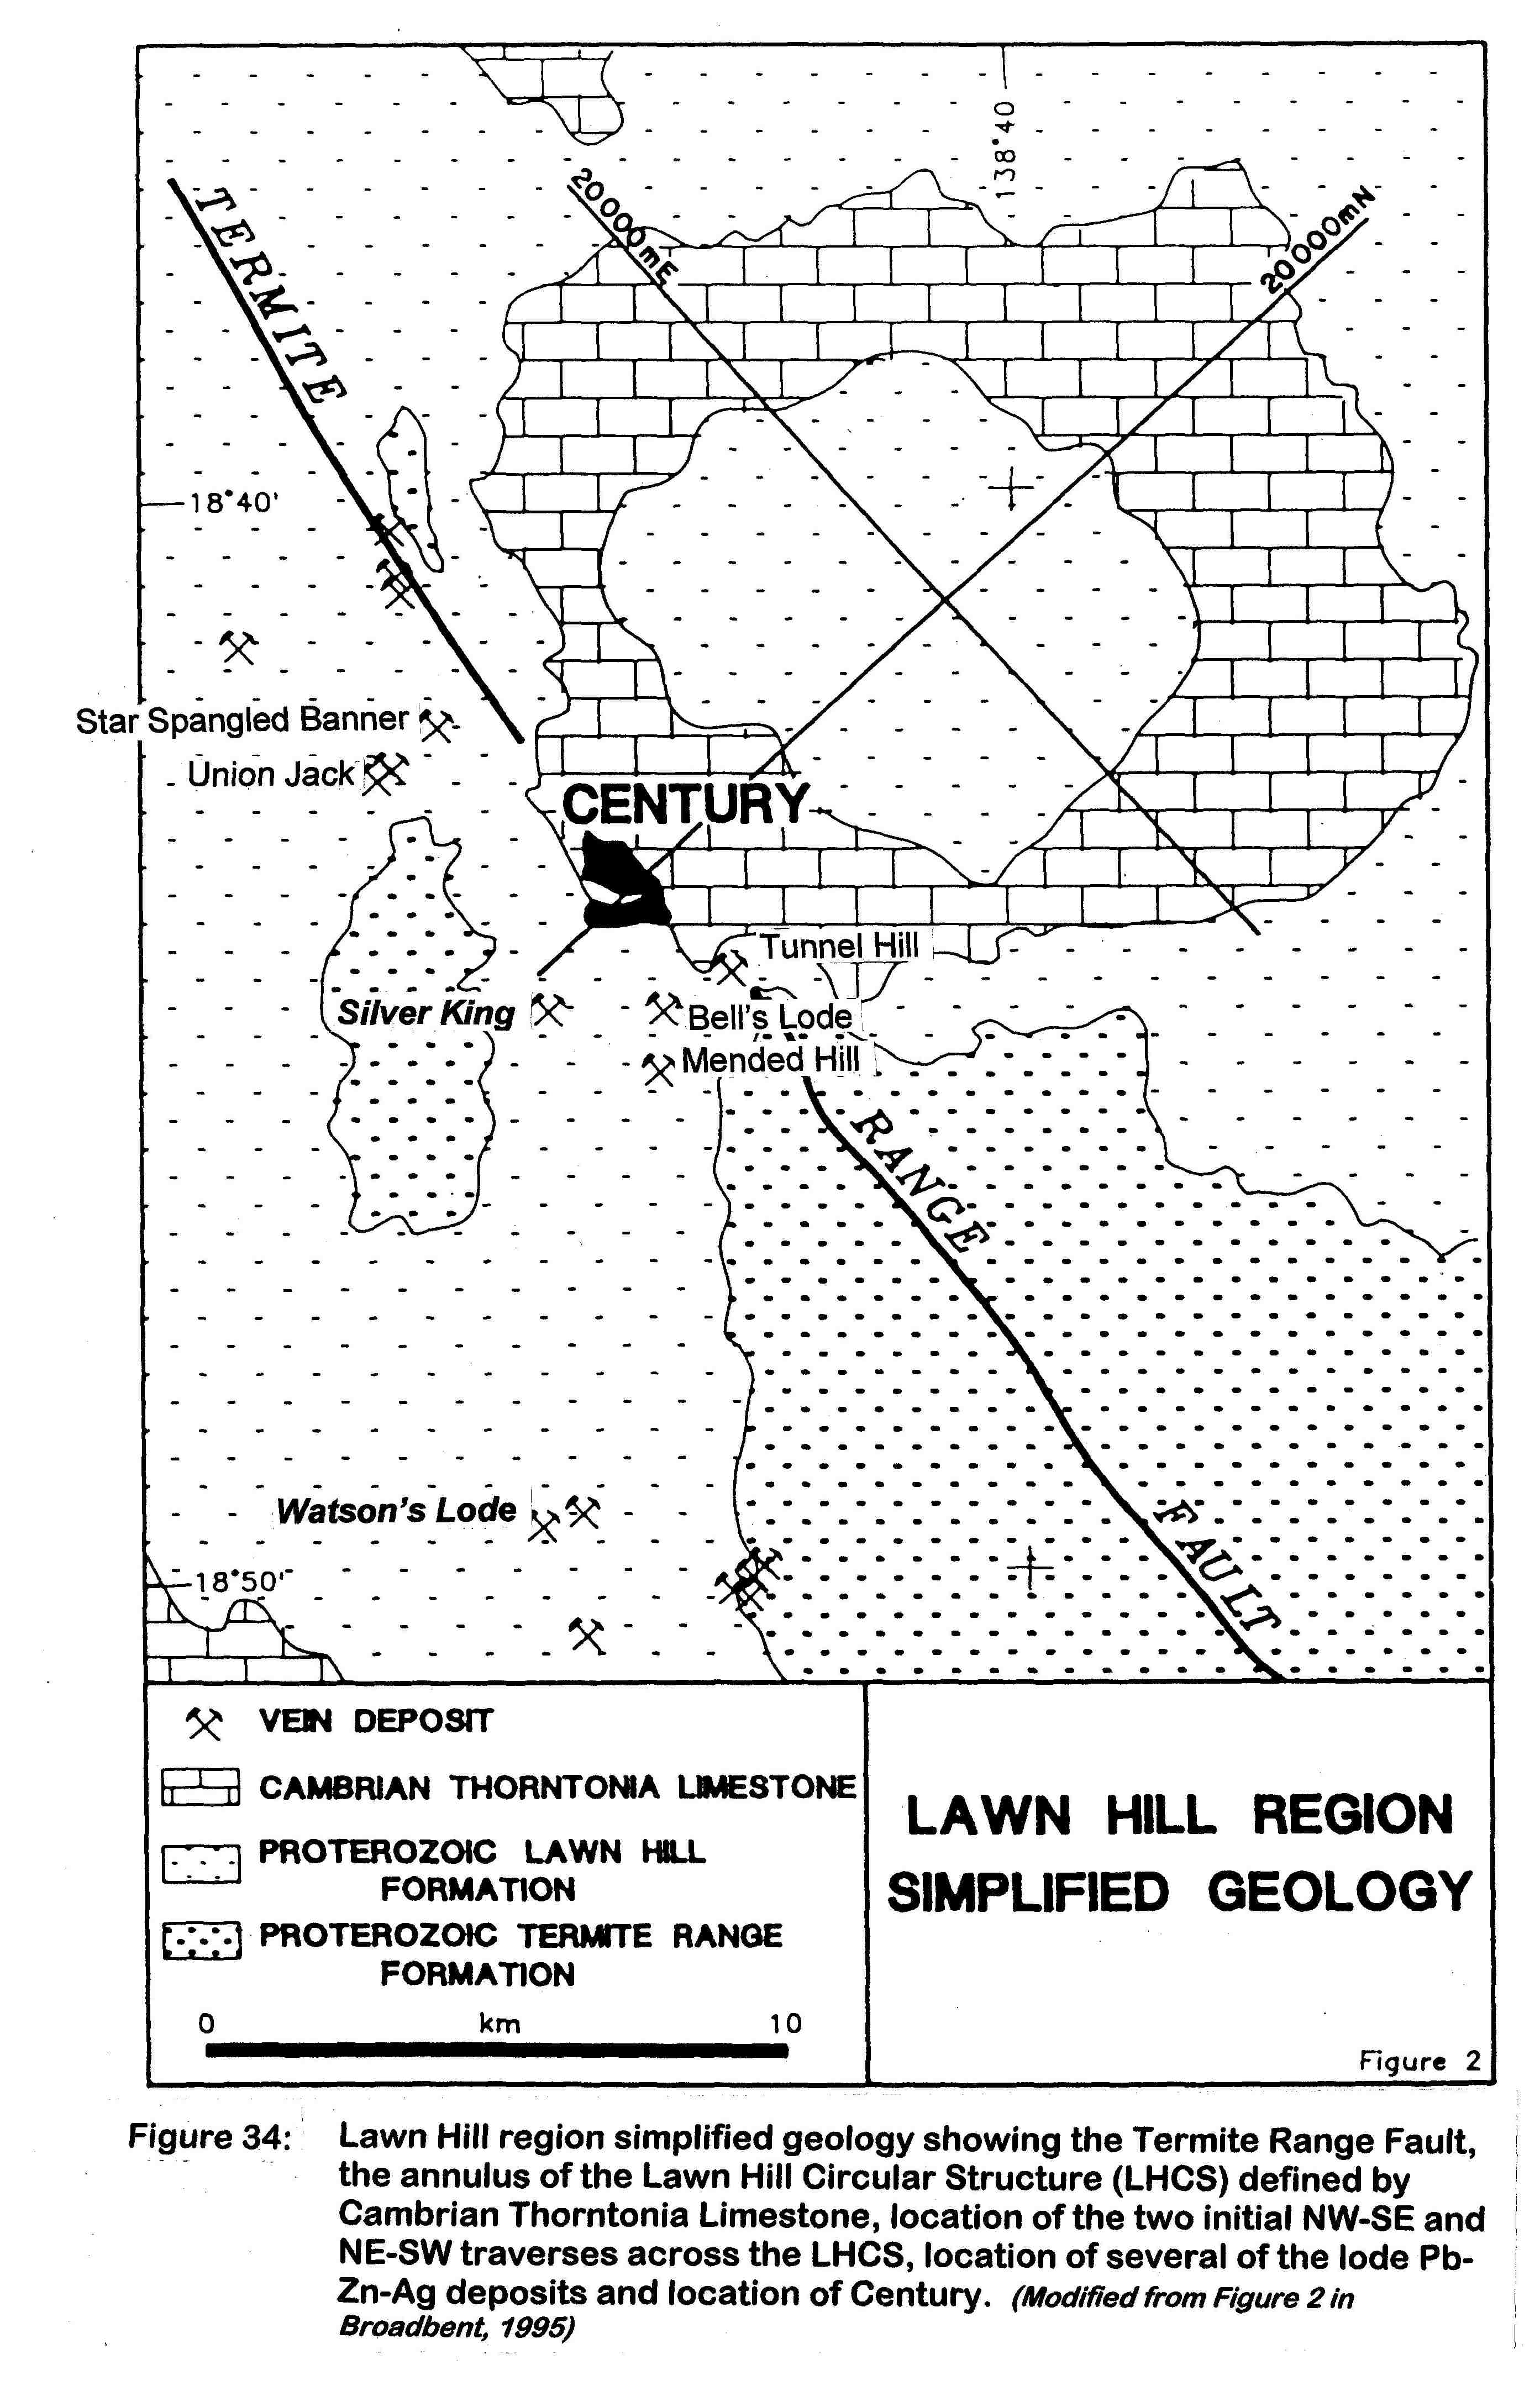 138°40
20000mE
20000mN
TERMITE
18°40'
Star Spangled Banner
Union Jack
CENTURY
Tunnel Hill
Silver King
Bell's Lode
Mended Hill
RANGE
FAULT
Watson's Lode
18°50'
VEIN DEPOSIT
CAMBRIAN THORNTONIA LIMESTONE
PROTEROZOIC LAWN HILL
FORMATION
PROTEROZOIC TERMITE RANGE
FORMATION
0 km 10
LAWN HILL REGION
SIMPLIFIED GEOLOGY
Figure 2
Figure 34: Lawn Hill region simplified geology showing the Termite Range Fault,
the annulus of the Lawn Hill Circular Structure (LHCS) defined by
Cambrian Thorntonia Limestone, location of the two initial NW-SE and
NE-SW traverses across the LHCS, location of several of the lode Pb-
Zn-Ag deposits and location of Century. (Modified from Figure 2 in
Broadbent, 1995)